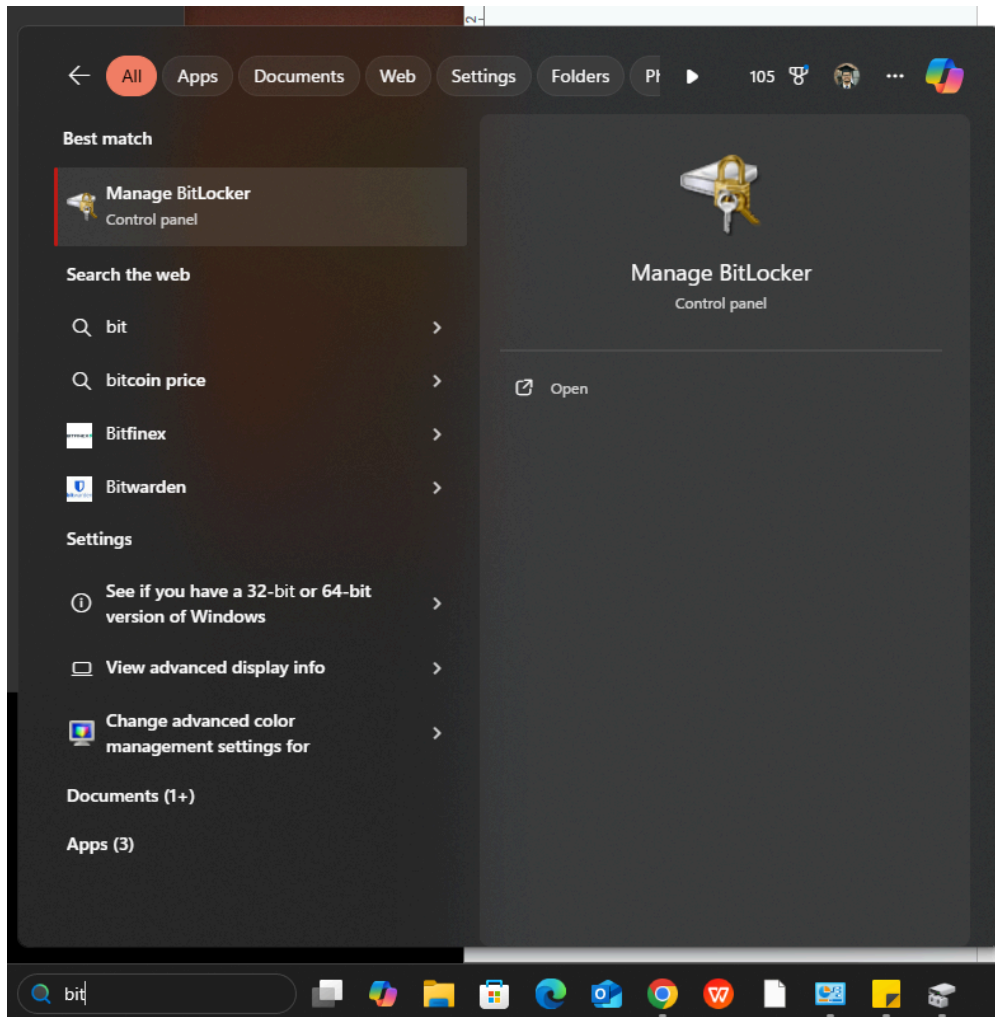 2
All Apps Documents Web Settings Folders 105
Best match
Manage BitLocker
Control panel
Search the web
bit
bitcoin price
Bitfinex
Bitwarden
Settings
See if you have a 32-bit or 64-bit
version of Windows
View advanced display info
Change advanced color
management settings for
Documents (1+)
Apps (3)
Manage BitLocker
Control panel
Open
bit